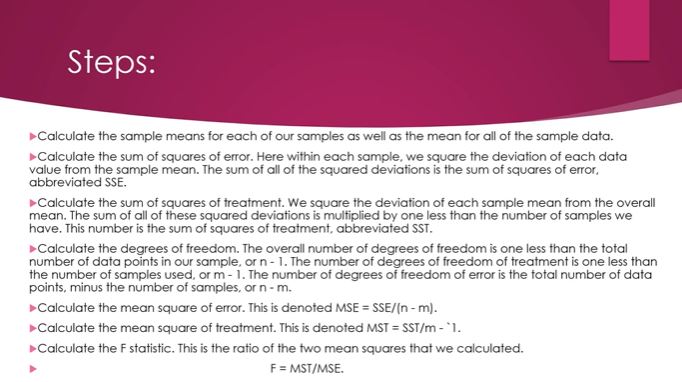 Steps:
Calculate the sample means for each of our samples as well as the mean for all of the sample data.
Calculate the sum of squares of error. Here within each sample, we square the deviation of each data
value from the sample mean. The sum of all of the squared deviations is the sum of squares of error,
abbreviated SSE.
Calculate the sum of squares of treatment. We square the deviation of each sample mean from the overall
mean. The sum of all of these squared deviations is multiplied by one less than the number of samples we
have. This number is the sum of squares of treatment, abbreviated SST.
Calculate the degrees of freedom. The overall number of degrees of freedom is one less than the total
number of data points in our sample, or n - 1. The number of degrees of freedom of treatment is one less than
the number of samples used, or m - 1. The number of degrees of freedom of error is the total number of data
points, minus the number of samples, or n - m.
Calculate the mean square of error. This is denoted MSE = SSE/(n - m).
Calculate the mean square of treatment. This is denoted MST = SST/m - `1.
Calculate the F statistic. This is the ratio of the two mean squares that we calculated.
F = MST/MSE.